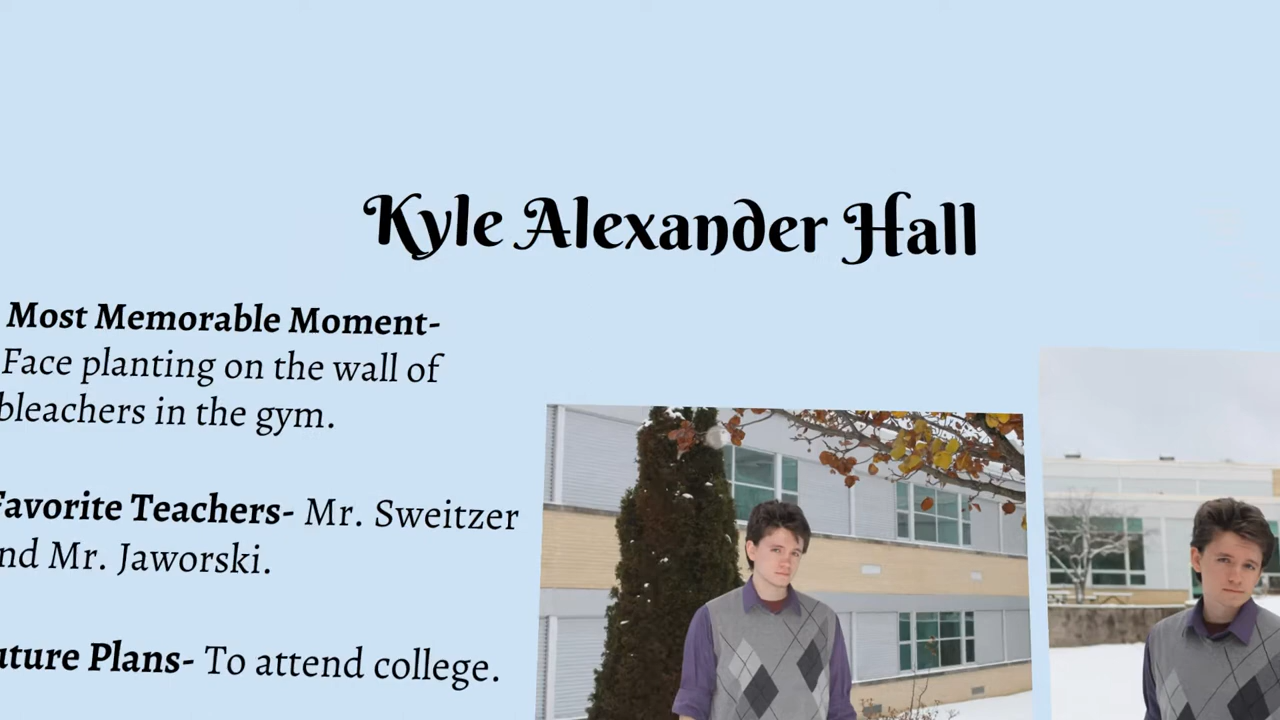 Kyle Alexander Hall
Most Memorable Moment-
Face planting on the wall of
bleachers in the gym.
Favorite Teachers- Mr. Sweitzer
nd Mr. Jaworski.
uture Plans- To attend college.